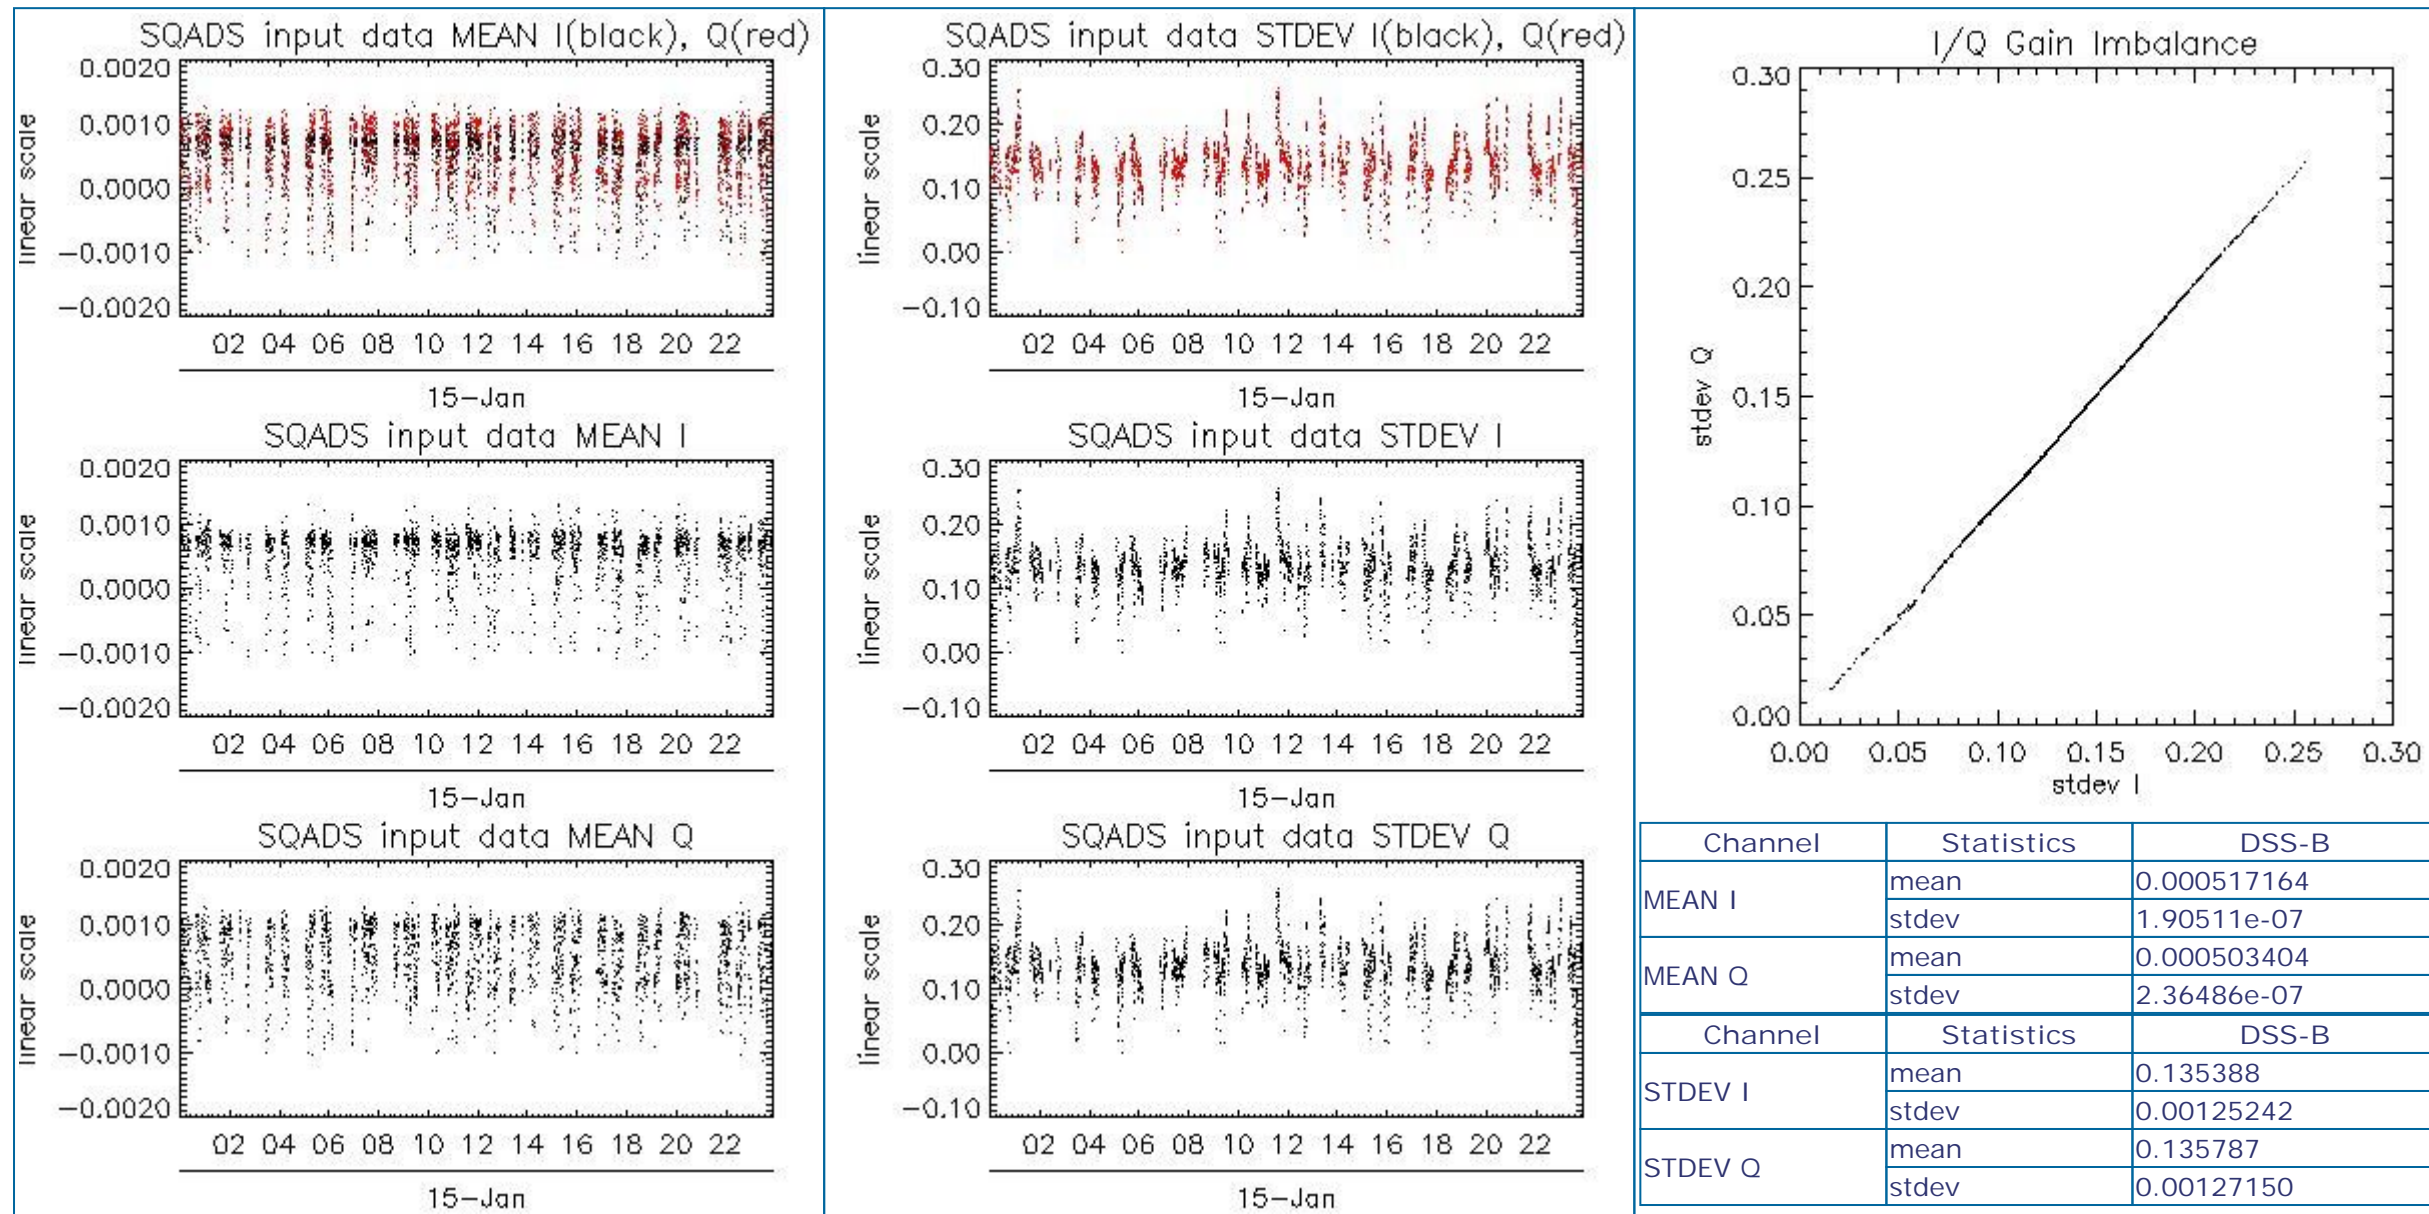 SQADS input data MEAN I(black), Q(red)
linear scale
0.0020
0.0010
0.0000
−0.0010
−0.0020
02 04 06 08 10 12 14 16 18 20 22
15−Jan
SQADS input data MEAN I
linear scale
0.0020
0.0010
0.0000
−0.0010
−0.0020
02 04 06 08 10 12 14 16 18 20 22
15−Jan
SQADS input data MEAN Q
linear scale
0.0020
0.0010
0.0000
−0.0010
−0.0020
02 04 06 08 10 12 14 16 18 20 22
15−Jan
SQADS input data STDEV I(black), Q(red)
linear scale
0.30
0.20
0.10
0.00
−0.10
02 04 06 08 10 12 14 16 18 20 22
15−Jan
SQADS input data STDEV I
linear scale
0.30
0.20
0.10
0.00
−0.10
02 04 06 08 10 12 14 16 18 20 22
15−Jan
SQADS input data STDEV Q
linear scale
0.30
0.20
0.10
0.00
−0.10
02 04 06 08 10 12 14 16 18 20 22
15−Jan
I/Q Gain Imbalance
stdev Q
0.30
0.25
0.20
0.15
0.10
0.05
0.00
0.00 0.05 0.10 0.15 0.20 0.25 0.30
stdev I
Channel Statistics DSS-B
MEAN I mean 0.000517164
stdev 1.90511e-07
MEAN Q mean 0.000503404
stdev 2.36486e-07
Channel Statistics DSS-B
STDEV I mean 0.135388
stdev 0.00125242
STDEV Q mean 0.135787
stdev 0.00127150